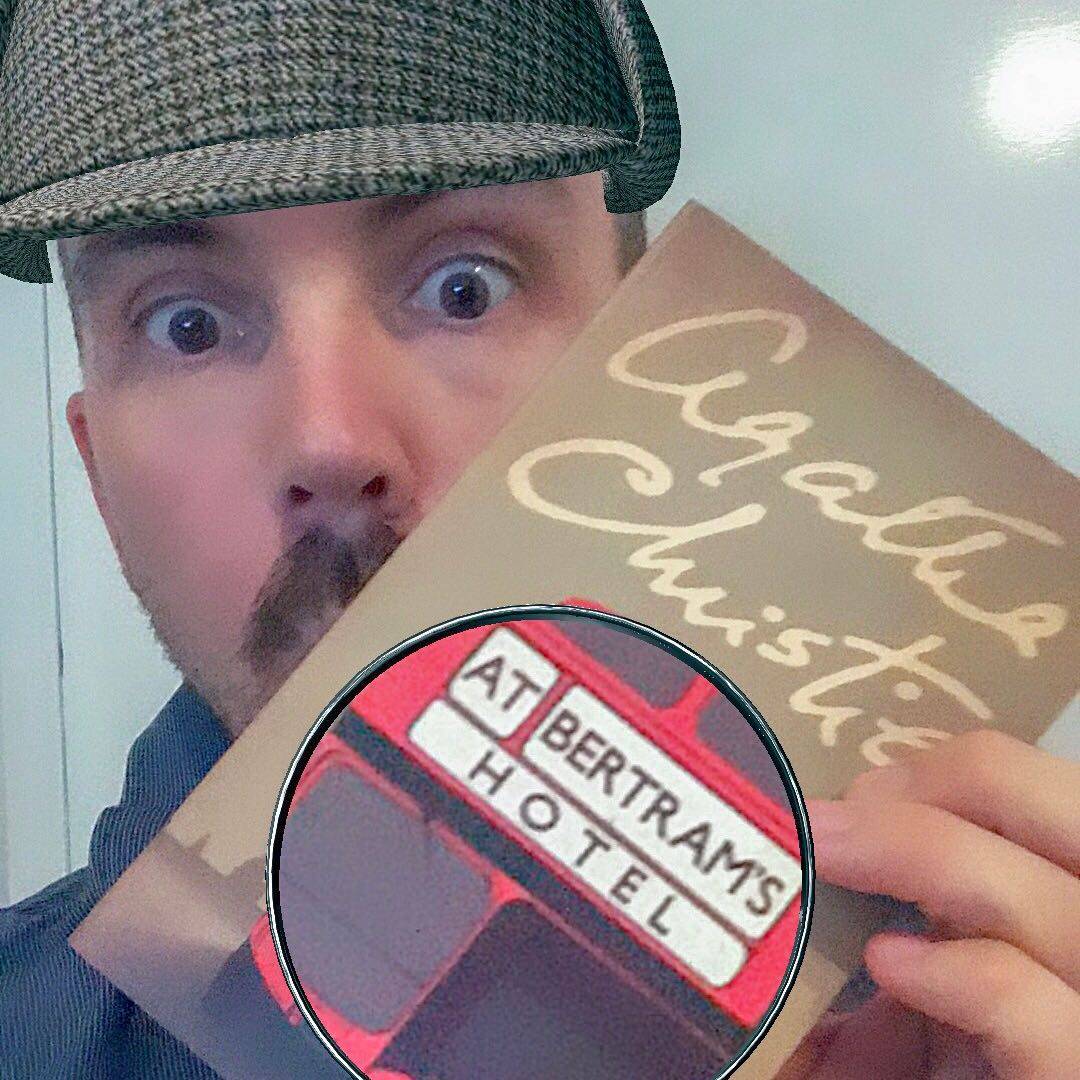 Agatha
Christie
AT BERTRAM'S
HOTEL